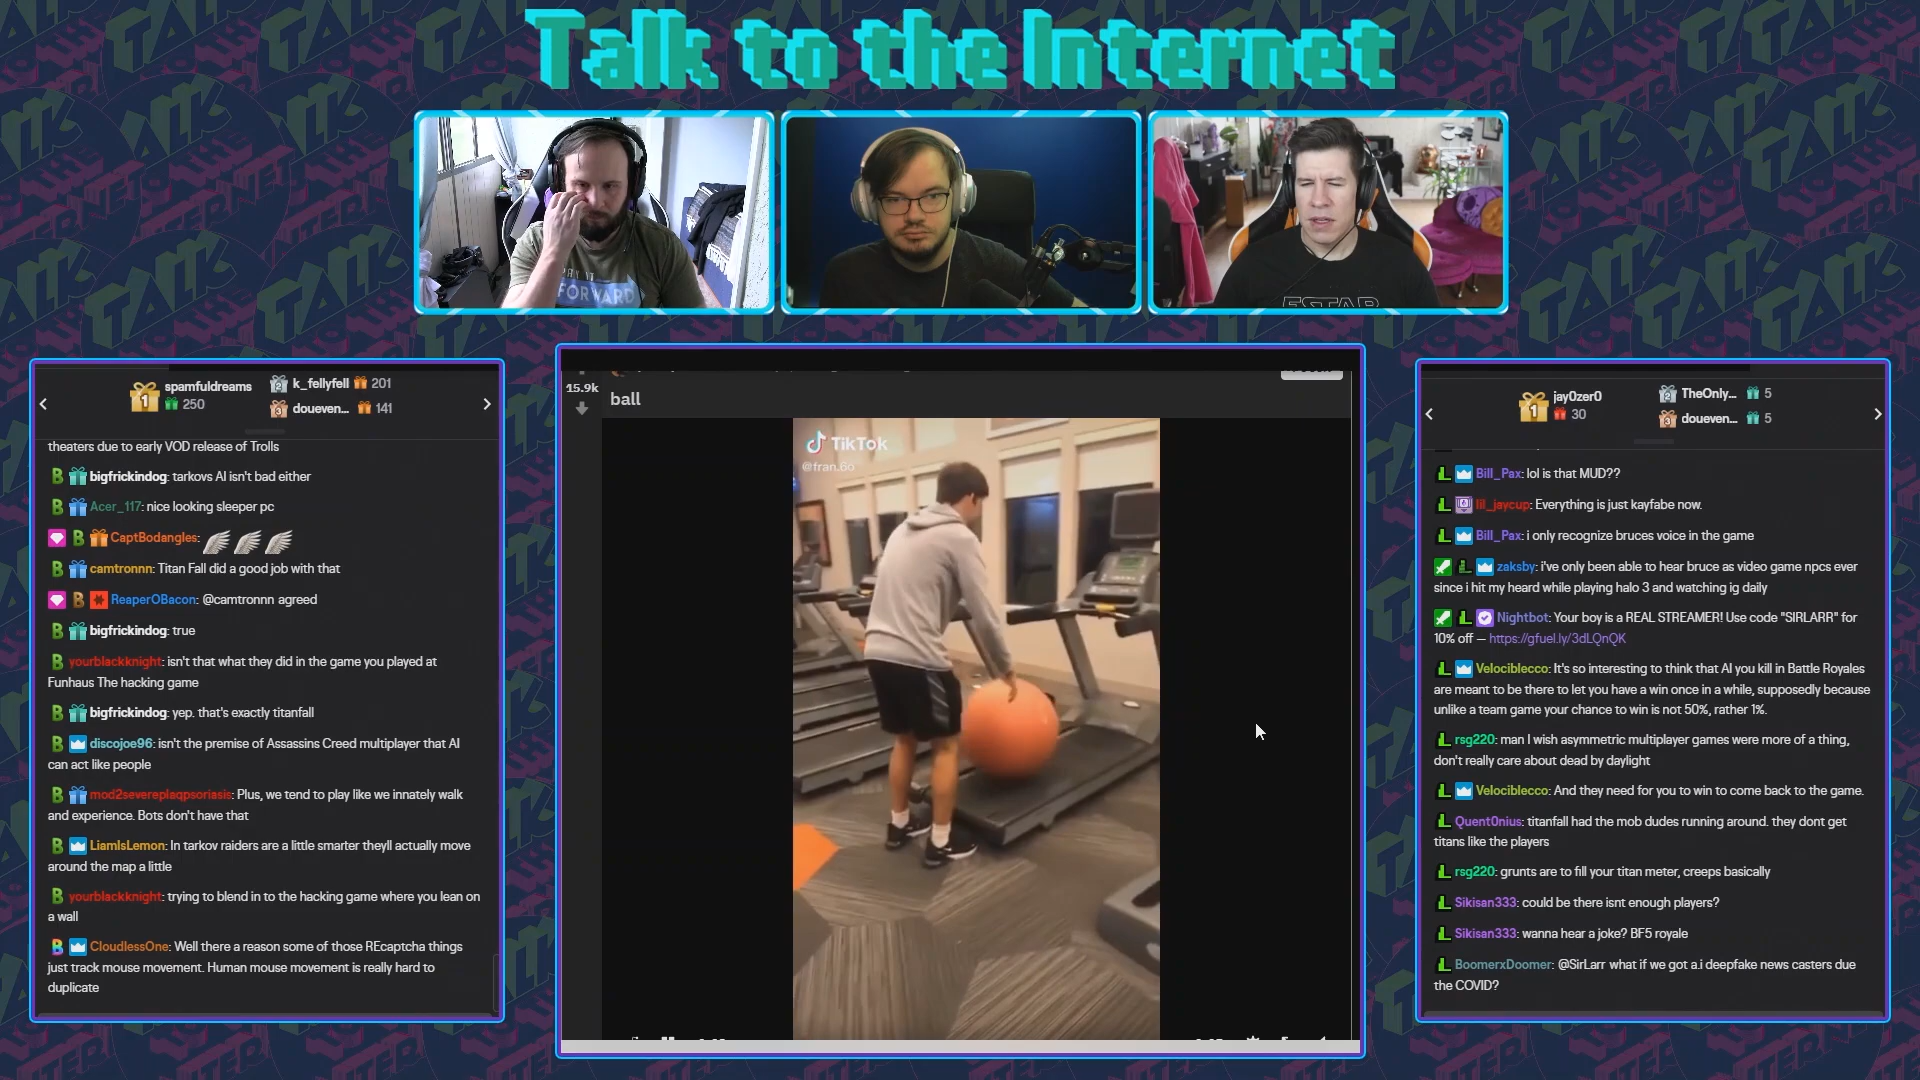 Talk to the Internet
FORWARD
spamfuldreams
250
k_fellyfell 201
doueven... 141
theaters due to early VOD release of Trolls
bigfrickindog: tarkovs AI isn't bad either
Acer_117: nice looking sleeper pc
CaptBodangles:
camtronnn: Titan Fall did a good job with that
ReaperOBacon: @camtronnn agreed
bigfrickindog: true
yourblackknight: isn't that what they did in the game you played at
Funhaus The hacking game
bigfrickindog: yep. that's exactly titanfall
discojoe96: isn't the premise of Assassins Creed multiplayer that AI
can act like people
mod2severeplaqpsoriasis: Plus, we tend to play like we innately walk
and experience. Bots don't have that
LiamIsLemon: In tarkov raiders are a little smarter theyll actually move
around the map a little
yourblackknight: trying to blend in to the hacking game where you lean on
a wall
CloudlessOne: Well there a reason some of those REcaptcha things
just track mouse movement. Human mouse movement is really hard to
duplicate
15.9k
ball
TikTok
@fran.6o
jay0zer0
30
TheOnly... 5
doueven... 5
Bill_Pax: lol is that MUD??
lil_jaycup: Everything is just kayfabe now.
Bill_Pax: i only recognize bruces voice in the game
zaksby: i've only been able to hear bruce as video game npcs ever
since i hit my heard while playing halo 3 and watching ig daily
Nightbot: Your boy is a REAL STREAMER! Use code "SIRLARR" for
10% off — https://gfuel.ly/3dLQnQK
Velociblecco: It's so interesting to think that AI you kill in Battle Royales
are meant to be there to let you have a win once in a while, supposedly because
unlike a team game your chance to win is not 50%, rather 1%.
rsg220: man I wish asymmetric multiplayer games were more of a thing,
don't really care about dead by daylight
Velociblecco: And they need for you to win to come back to the game.
Quent0nius: titanfall had the mob dudes running around. they dont get
titans like the players
rsg220: grunts are to fill your titan meter, creeps basically
Sikisan333: could be there isnt enough players?
Sikisan333: wanna hear a joke? BF5 royale
BoomerxDoomer: @SirLarr what if we got a.i deepfake news casters due
the COVID?